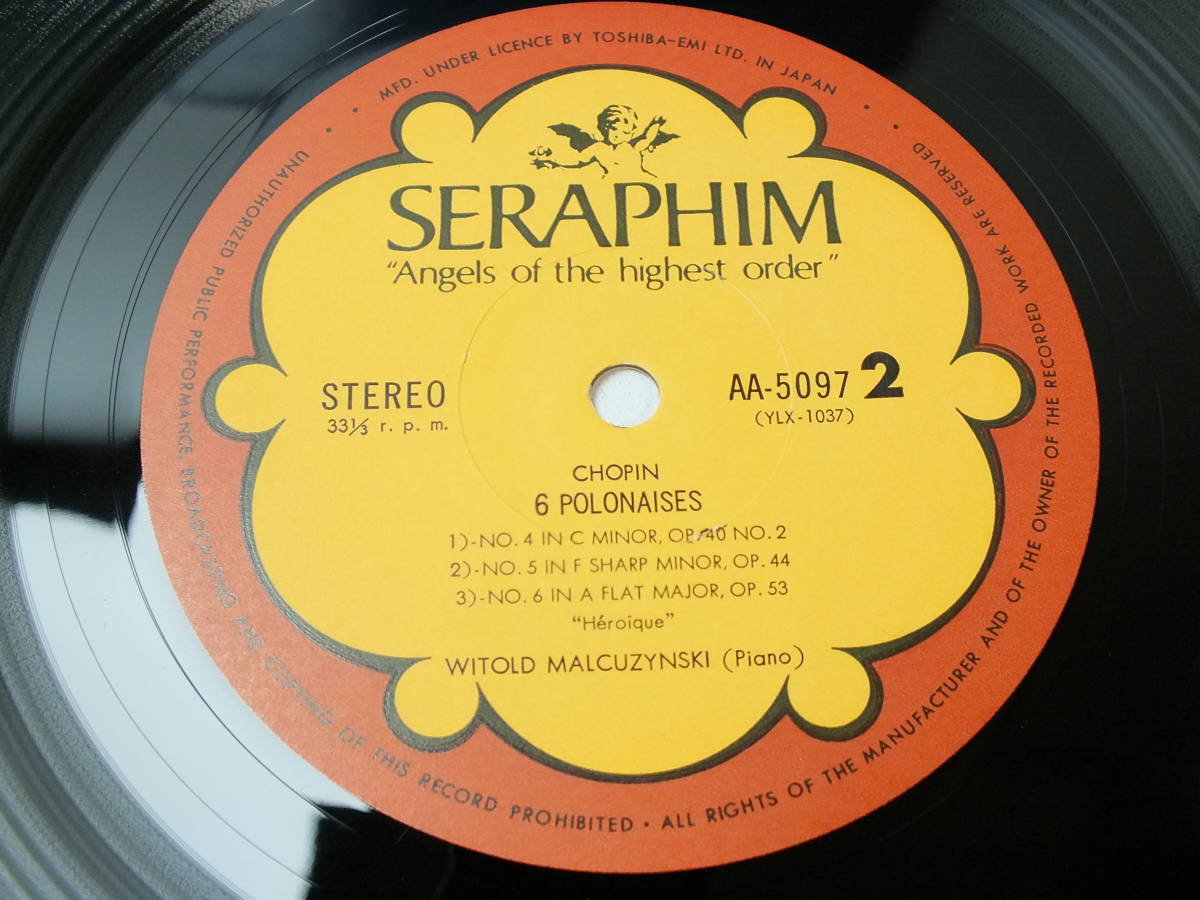 MFD. UNDER LICENCE BY TOSHIBA-EMI LTD. IN JAPAN
SERAPHIM
"Angels of the highest order"
STEREO
33⅓ r. p. m.
AA-5097 2
(YLX-1037)
CHOPIN
6 POLONAISES
1)-NO. 4 IN C MINOR, OP. 40 NO. 2
2)-NO. 5 IN F SHARP MINOR, OP. 44
3)-NO. 6 IN A FLAT MAJOR, OP. 53
"Héroique"
WITOLD MALCUZYNSKI (Piano)
UNAUTHORIZED PUBLIC PERFORMANCE, BROADCASTING AND COPYING OF THIS RECORD PROHIBITED • ALL RIGHTS OF THE MANUFACTURER AND OF THE OWNER OF THE RECORDED WORK ARE RESERVED